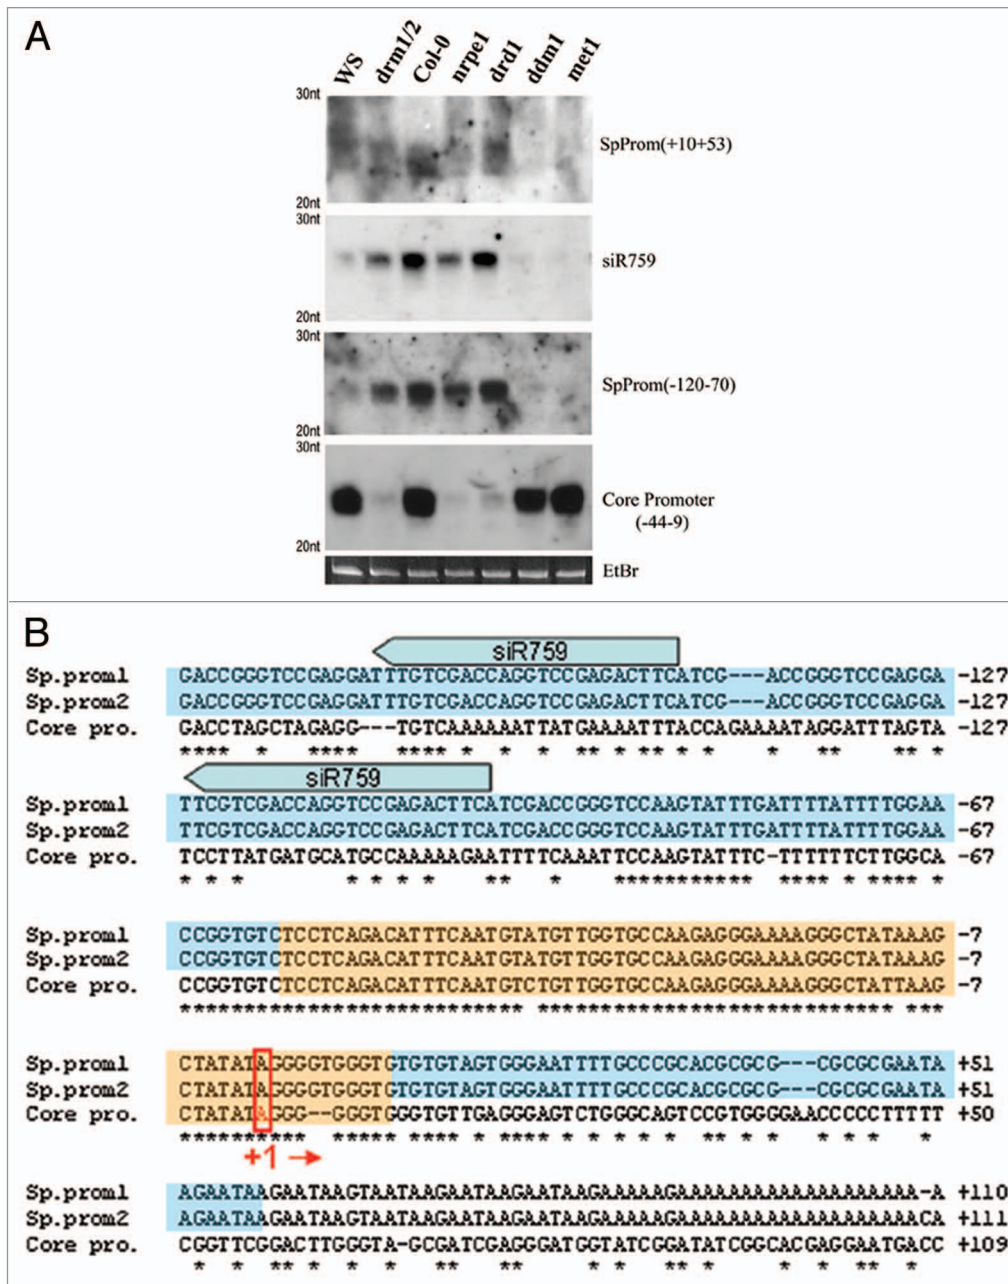 A
WS drm1/2 Col-0 nrpe1 drd1 ddm1 met1
30nt
SpProm(+10+53)
20nt
30nt
siR759
20nt
30nt
SpProm(-120-70)
20nt
30nt
Core Promoter
(-44-9)
20nt
EtBr
B
siR759
Sp.prom1 GACCGGGTCCGAGGATTTGTCGACCAGGTCCGAGACTTCATCG---ACCGGGTCCGAGGA -127
Sp.prom2 GACCGGGTCCGAGGATTTGTCGACCAGGTCCGAGACTTCATCG---ACCGGGTCCGAGGA -127
Core pro. GACCTAGCTAGAGG---TGTCAAAAAATTATGAAAATTTACCAGAAAATAGGATTTAGTA -127
**** * **** **** * ** * * * * * * * ** ** * *
siR759
Sp.prom1 TTCGTCGACCAGGTCCGAGACTTCATCGACCGGGTCCAAGTATTTGATTTTATTTTGGAA -67
Sp.prom2 TTCGTCGACCAGGTCCGAGACTTCATCGACCGGGTCCAAGTATTTGATTTTATTTTGGAA -67
Core pro. TCCTTATGATGCATGCCAAAAAGAATTTTCAAATTCCAAGTATTTC-TTTTTTCTTGGCA -67
* * * * * * ** * *********** **** * **** *
Sp.prom1 CCGGTGTCTCCTCAGACATTTCAATGTATGTTGGTGCCAAGAGGGAAAAGGGCTATAAAG -7
Sp.prom2 CCGGTGTCTCCTCAGACATTTCAATGTATGTTGGTGCCAAGAGGGAAAAGGGCTATAAAG -7
Core pro. CCGGTGTCTCCTCAGACATTTCAATGTCTGTTGGTGCCAAGAGGGAAAAGGGCTATTAAG -7
*************************** **************************** ***
Sp.prom1 CTATATAGGGGTGGGTGTGTGTAGTGGGAATTTTGCCCGCACGCGCG---CGCGCGAATA +51
Sp.prom2 CTATATAGGGGTGGGTGTGTGTAGTGGGAATTTTGCCCGCACGCGCG---CGCGCGAATA +51
Core pro. CTATATAGGG--GGGTGGGTGTTGAGGGAGTCTGGGCAGTCCGTGGGGAACCCCCTTTTT +50
********** ***** **** * **** * * * * * ** * * * * * *
+1 →
Sp.prom1 AGAATAAGAATAAGTAATAAGAATAAGAATAAGAAAAAGAAAAAAAAAAAAAAAAAA-A +110
Sp.prom2 AGAATAAGAATAAGTAATAAGAATAAGAATAAGAAAAAGAAAAAAAAAAAAAAAAAACA +111
Core pro. CGGTTCGGACTTGGGTA-GCGATCGAGGGATGGTATCGGATATCGGCACGAGGAATGACC +109